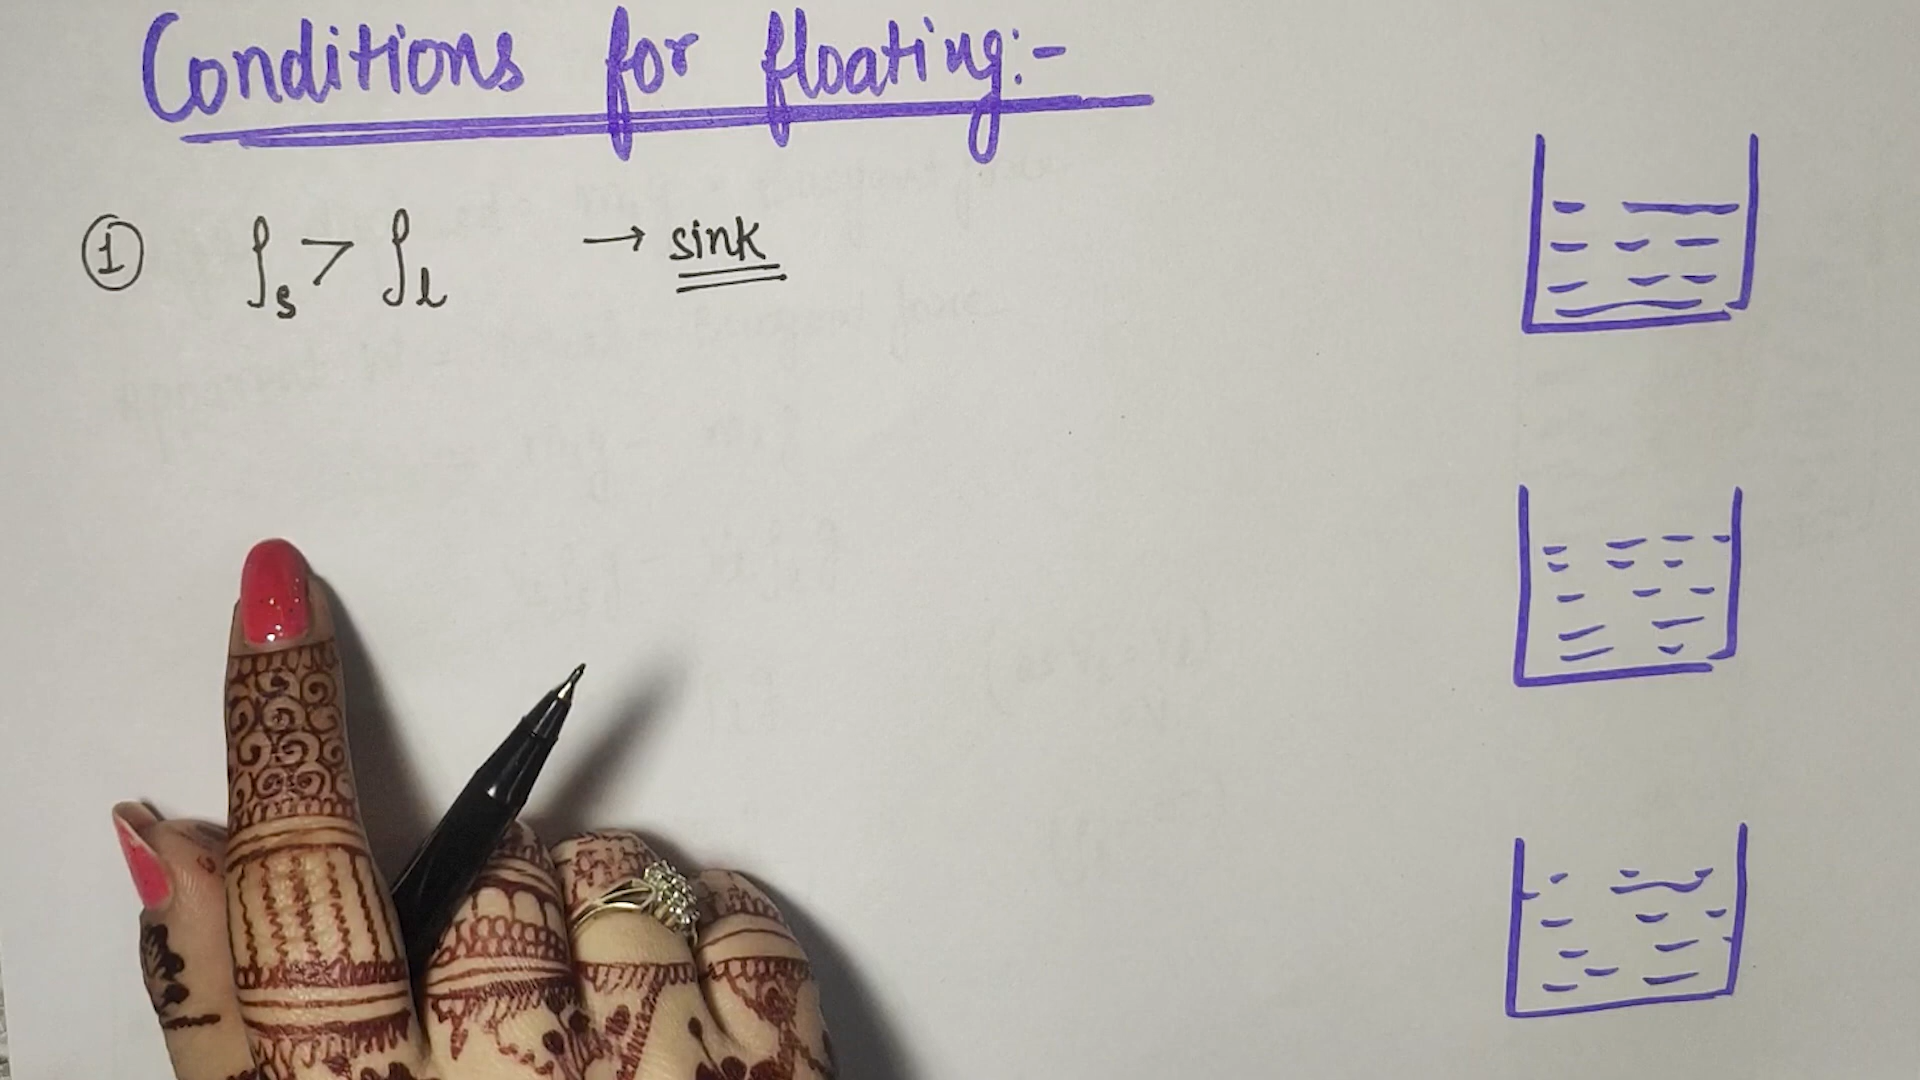 Conditions for floating:-
① ρs > ρl → sink